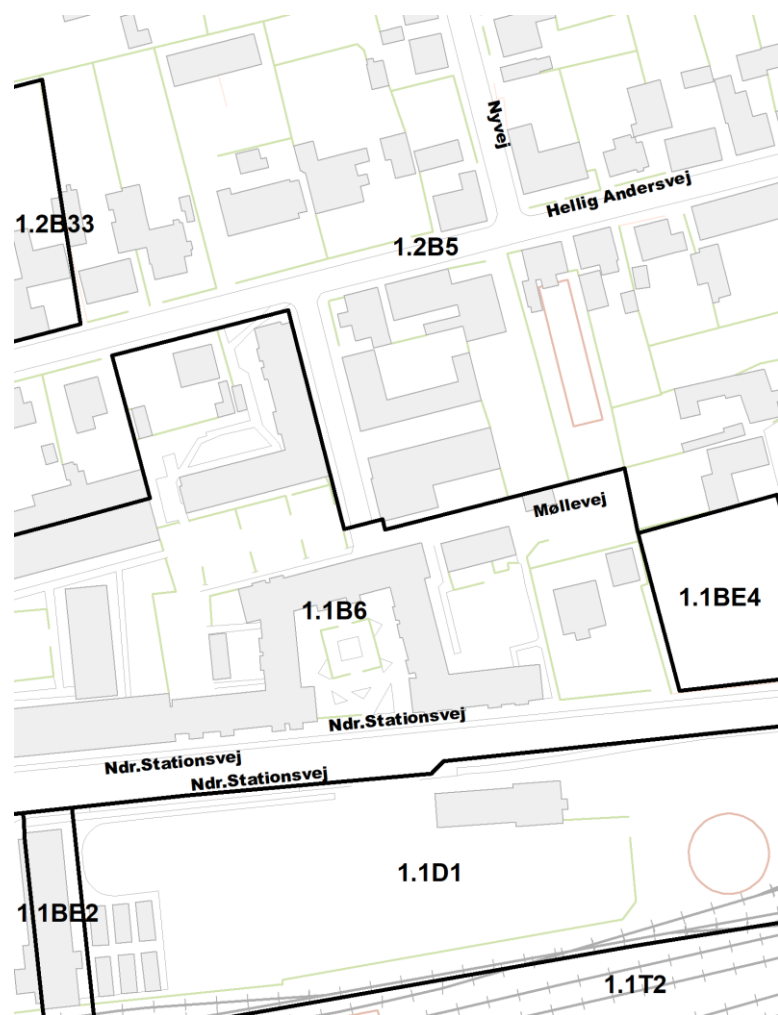 Nyvej
Hellig Andersvej
1.2B33
1.2B5
Møllevej
1.1B6
1.1BE4
Ndr.Stationsvej
Ndr.Stationsvej
Ndr.Stationsvej
1.1D1
1.1BE2
1.1T2